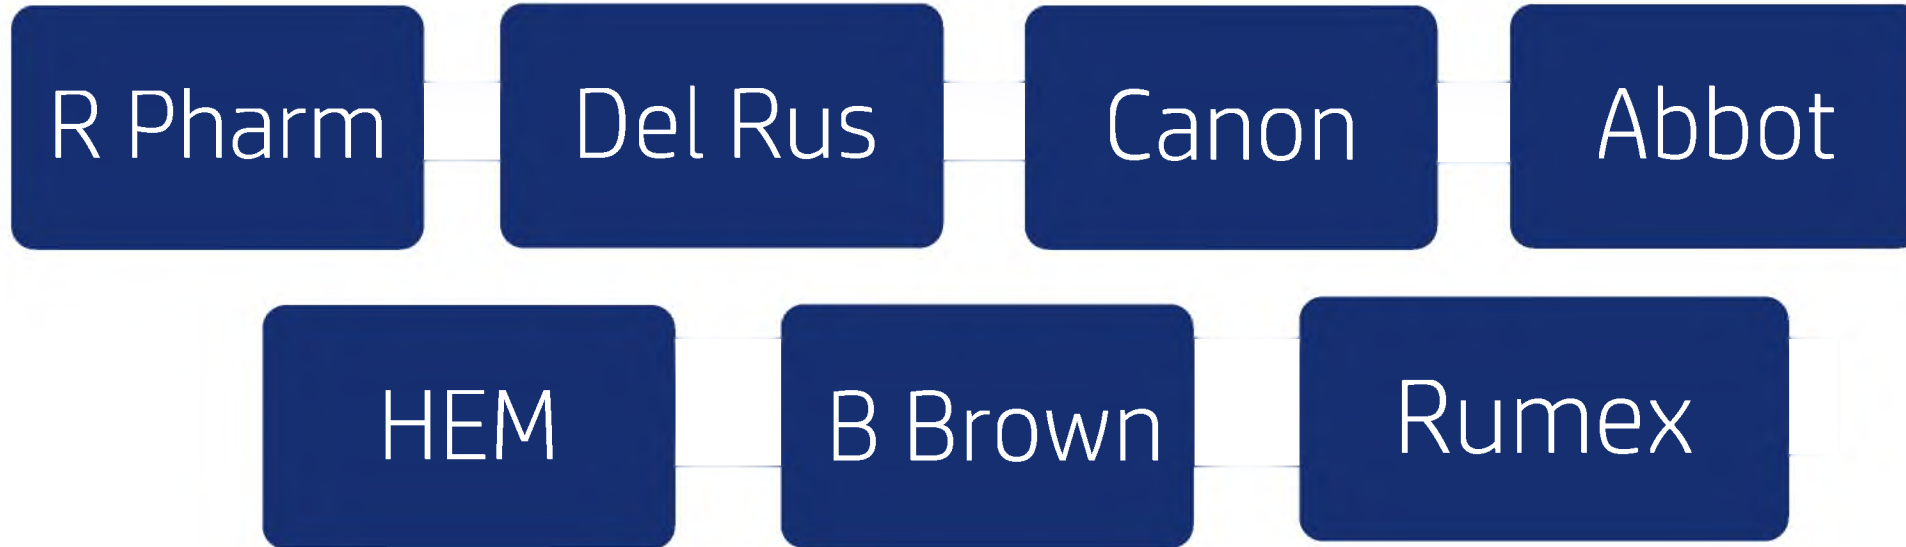 R Pharm
Del Rus
Canon
Abbot
HEM
B Brown
Rumex